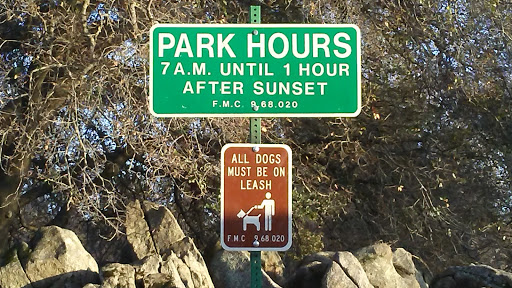 PARK HOURS
7 A.M. UNTIL 1 HOUR
AFTER SUNSET
F.M.C. 9.68.020
ALL DOGS
MUST BE ON
LEASH
F.M.C 9.68.020